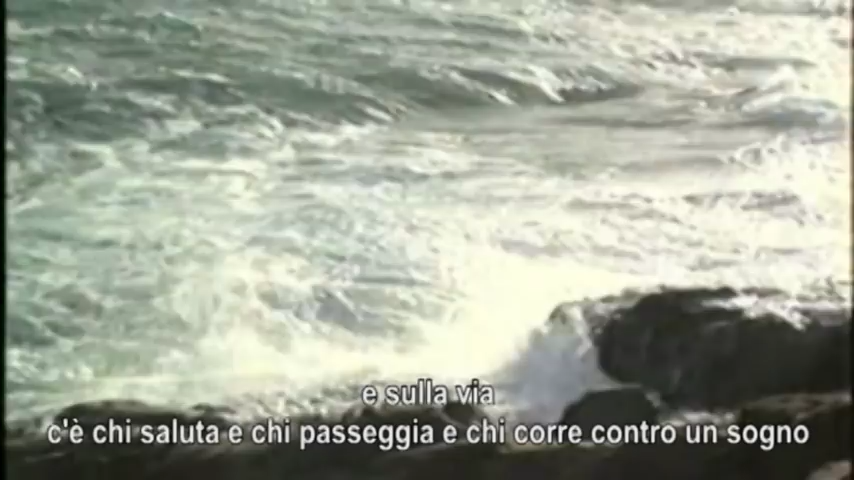 e sulla via
c'è chi saluta e chi passeggia e chi corre contro un sogno